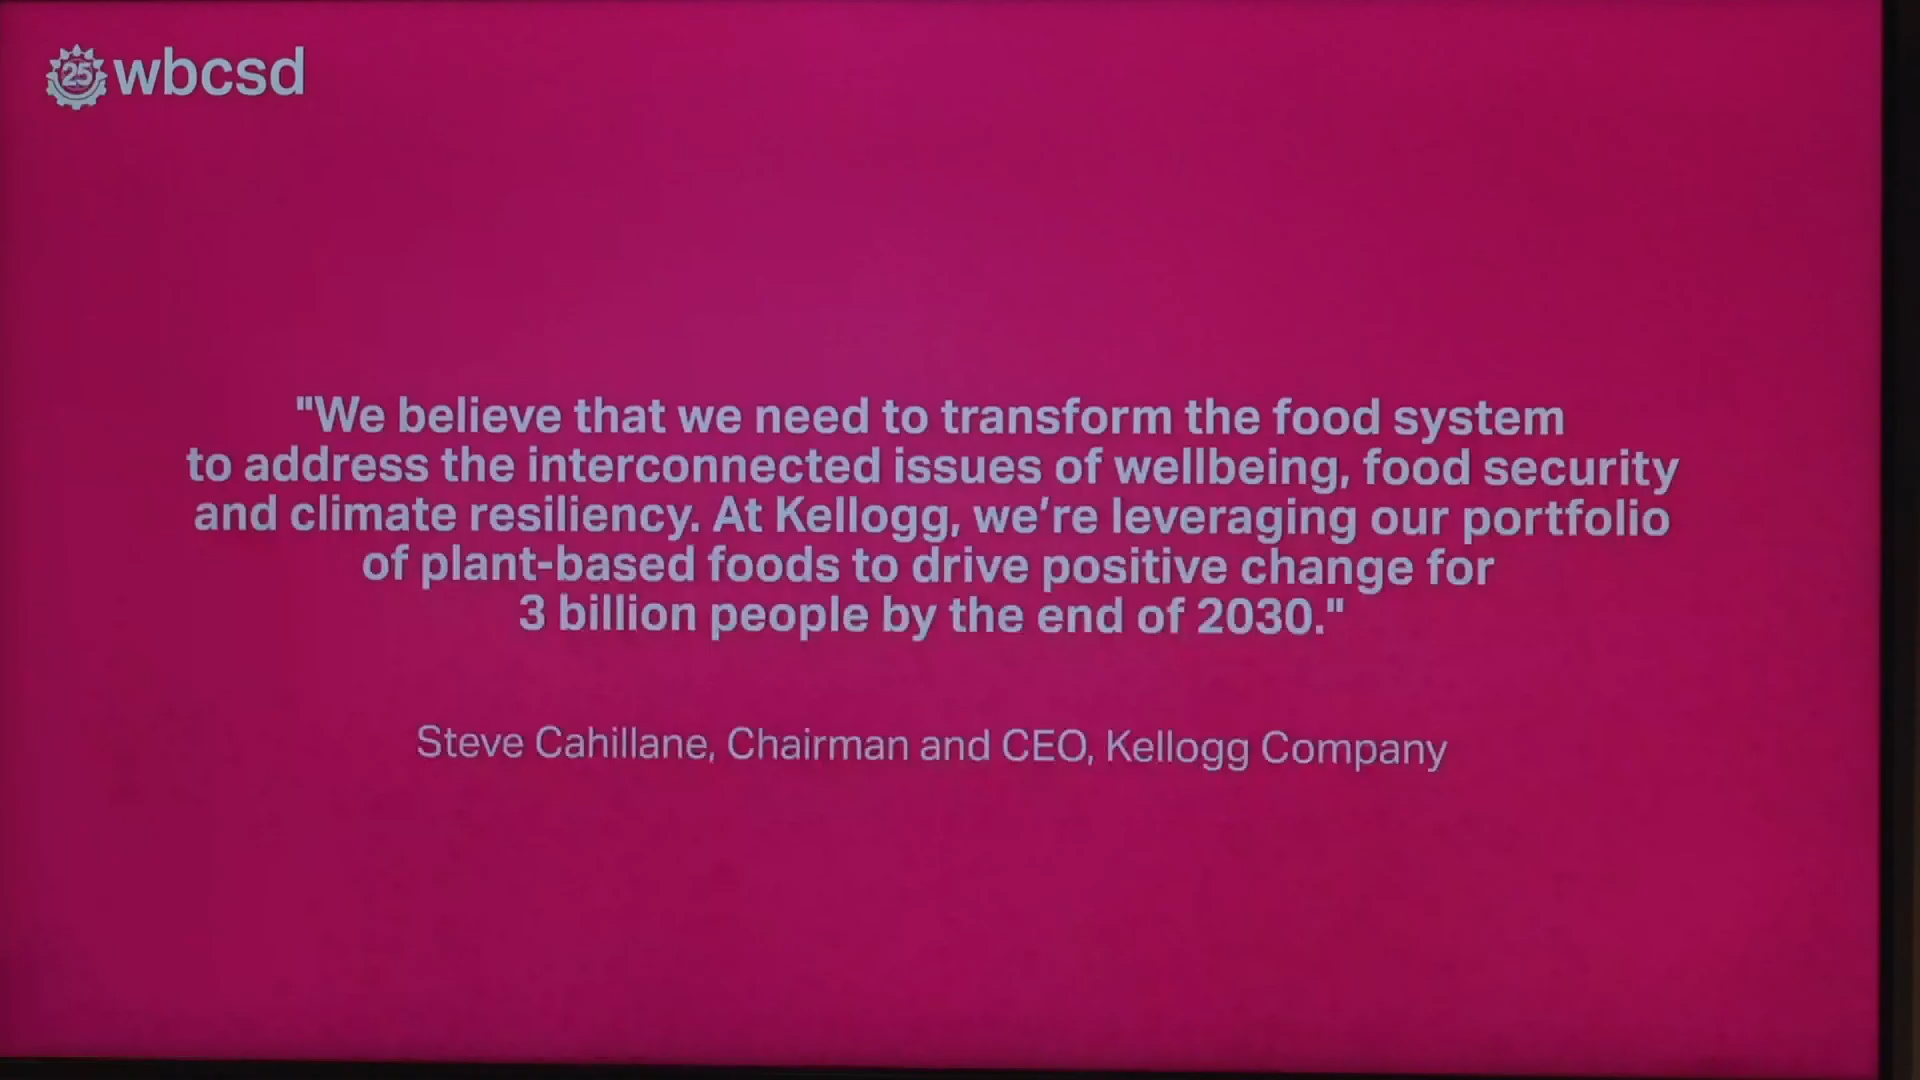 25 wbcsd
"We believe that we need to transform the food system
to address the interconnected issues of wellbeing, food security
and climate resiliency. At Kellogg, we're leveraging our portfolio
of plant-based foods to drive positive change for
3 billion people by the end of 2030."
Steve Cahillane, Chairman and CEO, Kellogg Company